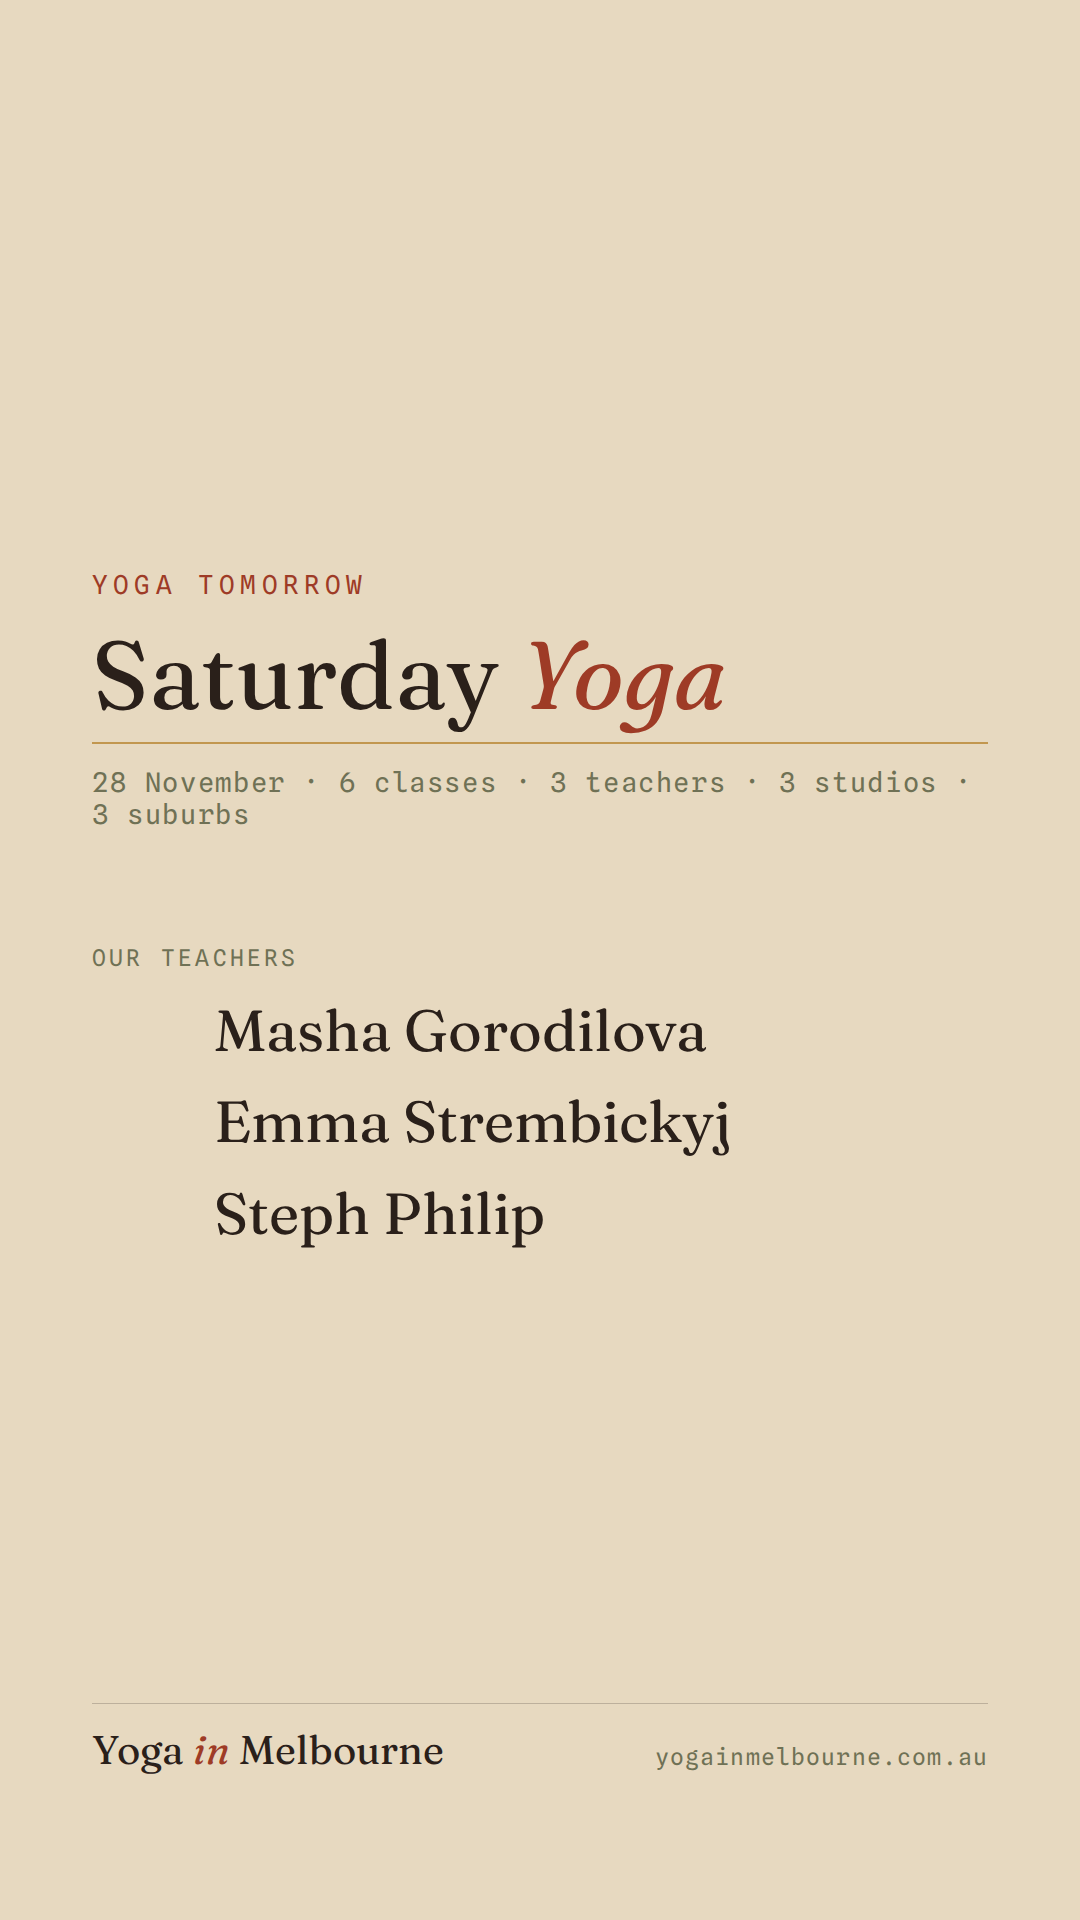 YOGA TOMORROW
Saturday Yoga
28 November · 6 classes · 3 teachers · 3 studios ·
3 suburbs
OUR TEACHERS
Masha Gorodilova
Emma Strembickyj
Steph Philip
Yoga in Melbourne
yogainmelbourne.com.au